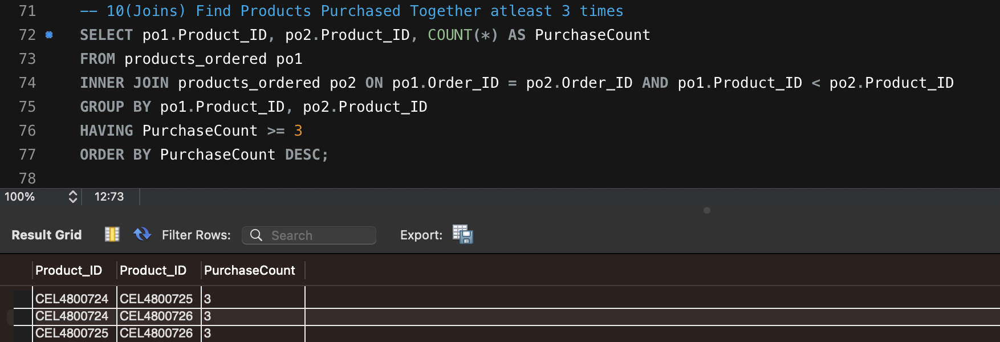 71 -- 10(Joins) Find Products Purchased Together atleast 3 times
72 SELECT po1.Product_ID, po2.Product_ID, COUNT(*) AS PurchaseCount
73 FROM products_ordered po1
74 INNER JOIN products_ordered po2 ON po1.Order_ID = po2.Order_ID AND po1.Product_ID < po2.Product_ID
75 GROUP BY po1.Product_ID, po2.Product_ID
76 HAVING PurchaseCount >= 3
77 ORDER BY PurchaseCount DESC;
78
100% 12:73
Result Grid Filter Rows: Search Export:
Product_ID Product_ID PurchaseCount
CEL4800724 CEL4800725 3
CEL4800724 CEL4800726 3
CEL4800725 CEL4800726 3